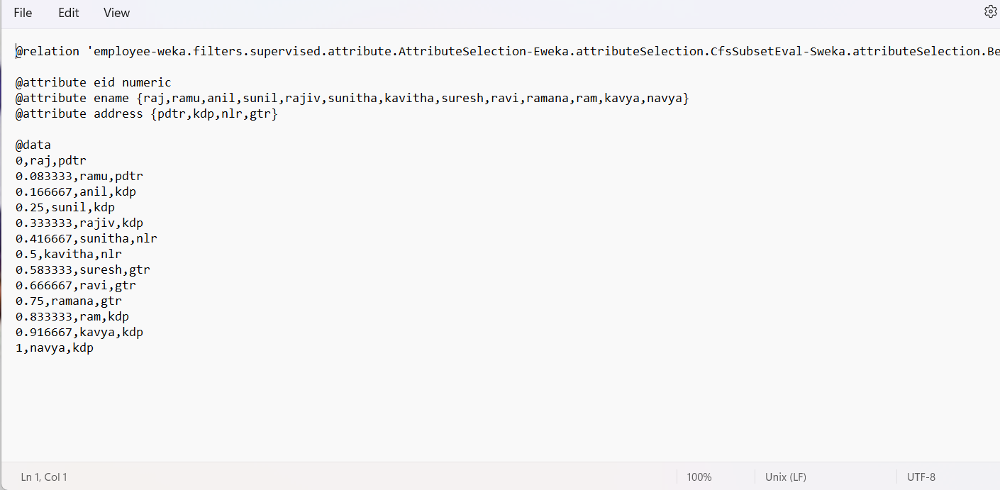 File Edit View
@relation 'employee-weka.filters.supervised.attribute.AttributeSelection-Eweka.attributeSelection.CfsSubsetEval-Sweka.attributeSelection.Be
@attribute eid numeric
@attribute ename {raj,ramu,anil,sunil,rajiv,sunitha,kavitha,suresh,ravi,ramana,ram,kavya,navya}
@attribute address {pdtr,kdp,nlr,gtr}
@data
0,raj,pdtr
0.083333,ramu,pdtr
0.166667,anil,kdp
0.25,sunil,kdp
0.333333,rajiv,kdp
0.416667,sunitha,nlr
0.5,kavitha,nlr
0.583333,suresh,gtr
0.666667,ravi,gtr
0.75,ramana,gtr
0.833333,ram,kdp
0.916667,kavya,kdp
1,navya,kdp
Ln 1, Col 1 100% Unix (LF) UTF-8